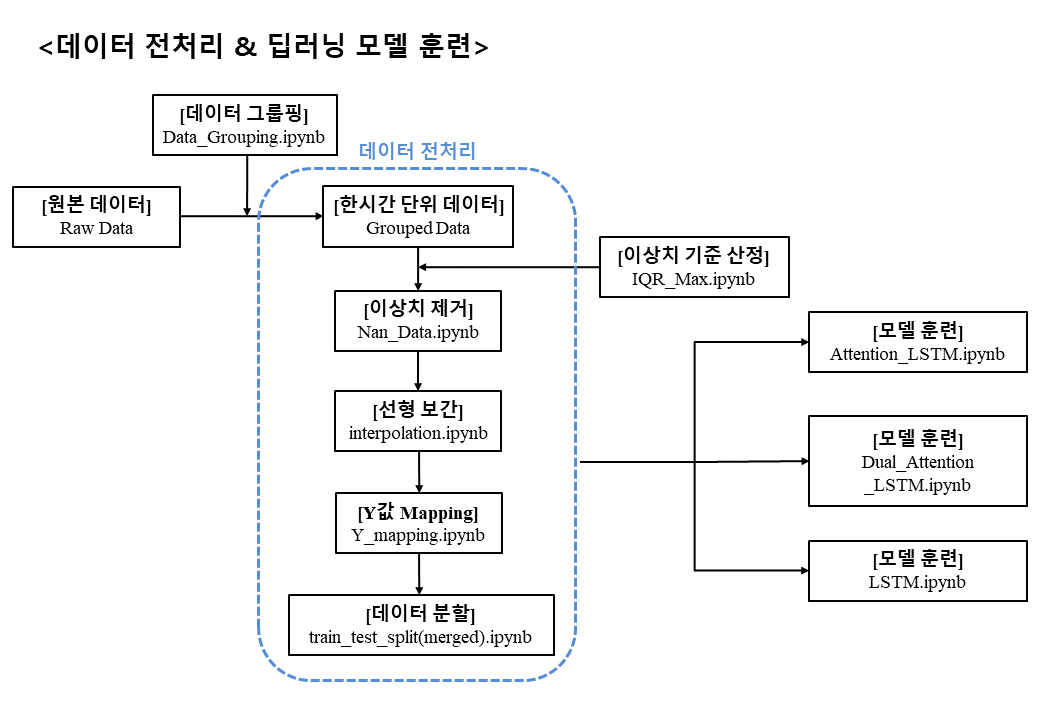 <데이터 전처리 & 딥러닝 모델 훈련>
[데이터 그룹핑]
Data_Grouping.ipynb
데이터 전처리
[원본 데이터]
Raw Data
[한시간 단위 데이터]
Grouped Data
[이상치 기준 산정]
IQR_Max.ipynb
[이상치 제거]
Nan_Data.ipynb
[선형 보간]
interpolation.ipynb
[Y값 Mapping]
Y_mapping.ipynb
[데이터 분할]
train_test_split(merged).ipynb
[모델 훈련]
Attention_LSTM.ipynb
[모델 훈련]
Dual_Attention
_LSTM.ipynb
[모델 훈련]
LSTM.ipynb